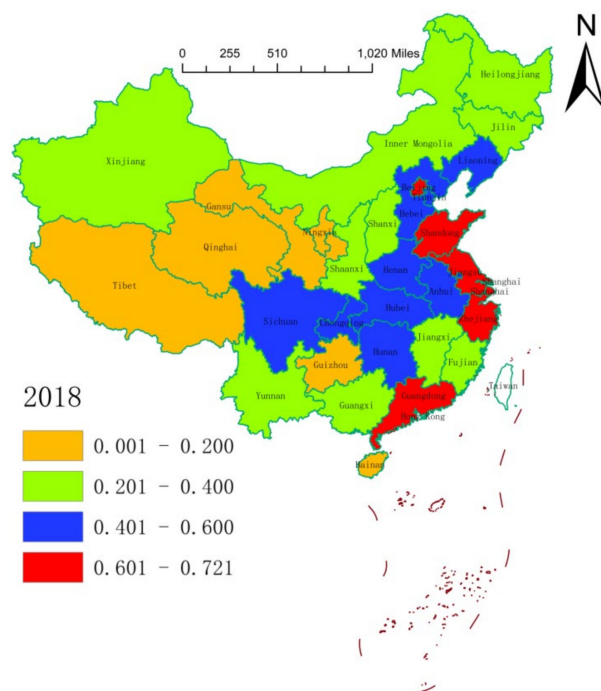 N
0 255 510 1,020 Miles
Heilongjiang
Jilin
Xinjiang
Inner Mongolia
Liaoning
Beijing
Tianjin
Gansu
Hebei
Ningxia
Shanxi
Shandong
Qinghai
Shaanxi
Henan
Jiangsu
Shanghai
Shanghai
Tibet
Anhui
Hubei
Sichuan
Chongqing
Zhejiang
Hunan
Jiangxi
Guizhou
Fujian
Taiwan
Yunnan
Guangxi
Guangdong
Hong Kong
Hainan
2018
0.001 - 0.200
0.201 - 0.400
0.401 - 0.600
0.601 - 0.721